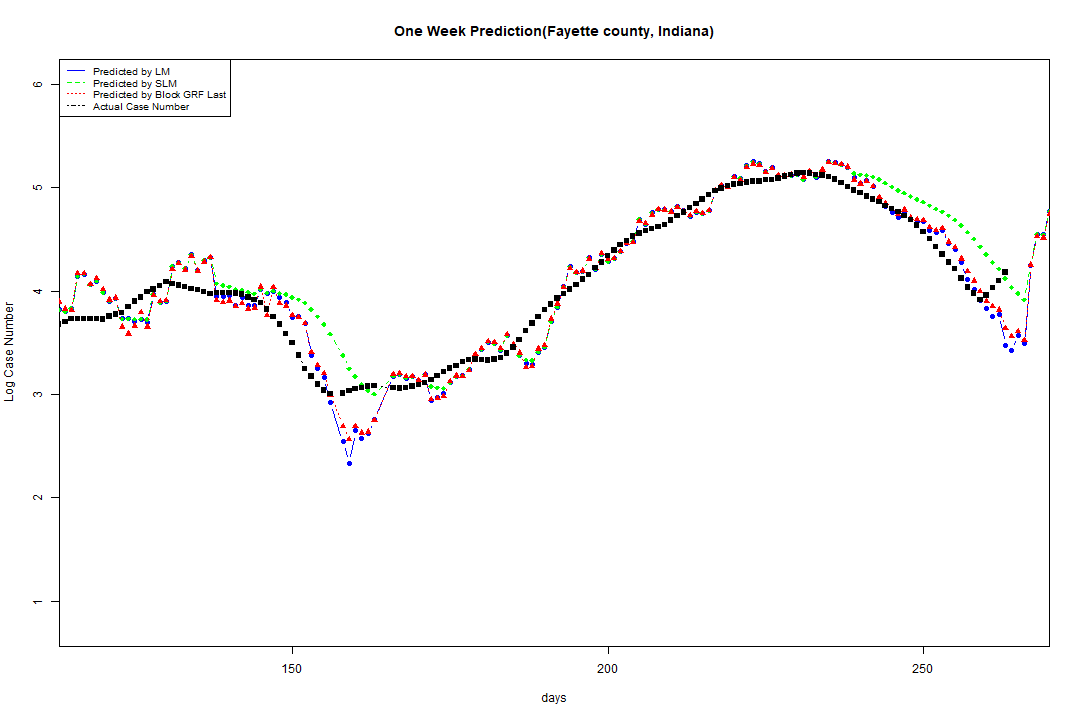 One Week Prediction(Fayette county, Indiana)
Predicted by LM
Predicted by SLM
Predicted by Block GRF Last
Actual Case Number
6
5
4
3
2
1
Log Case Number
150
200
250
days